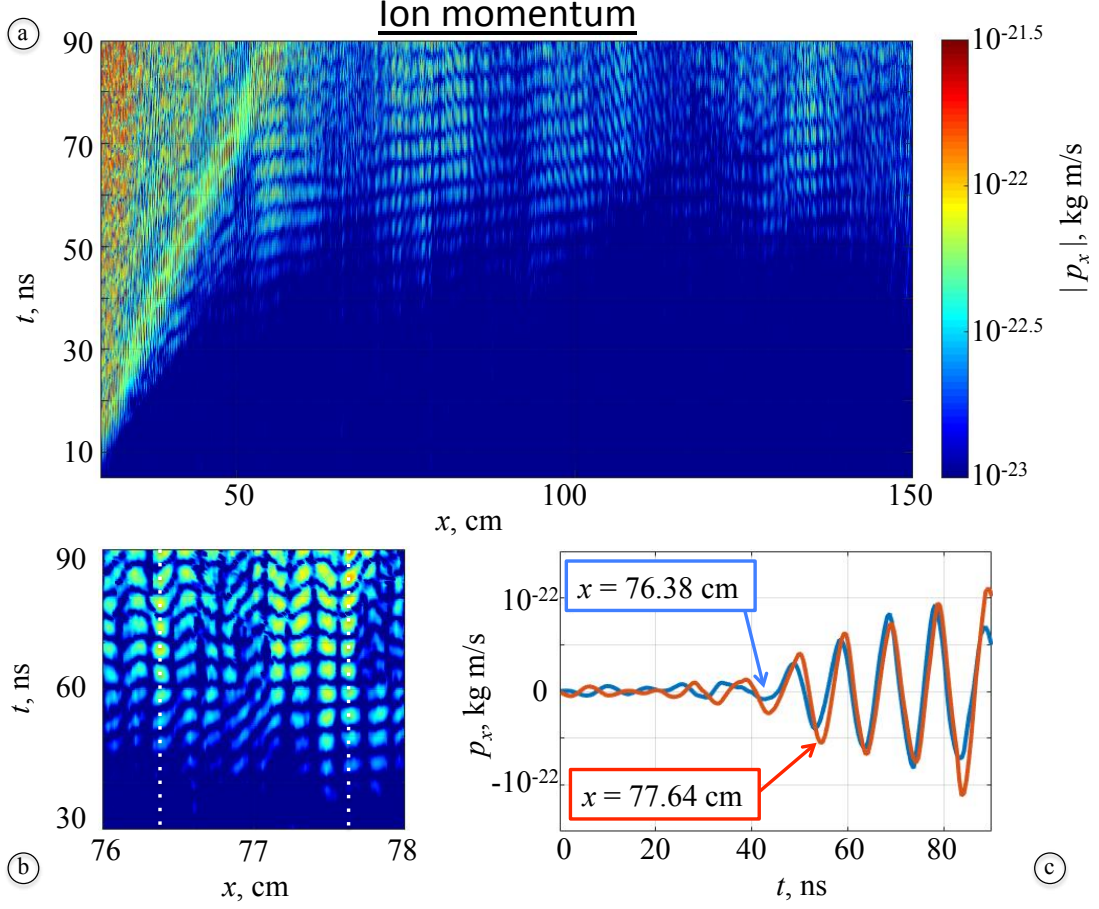 Ion momentum
a
90
70
50
30
10
t, ns
50
100
150
x, cm
10-21.5
10-22
10-22.5
10-23
| px |, kg m/s
90
60
30
t, ns
76
77
78
x, cm
b
10-22
0
-10-22
px, kg m/s
x = 76.38 cm
x = 77.64 cm
0
20
40
60
80
t, ns
c